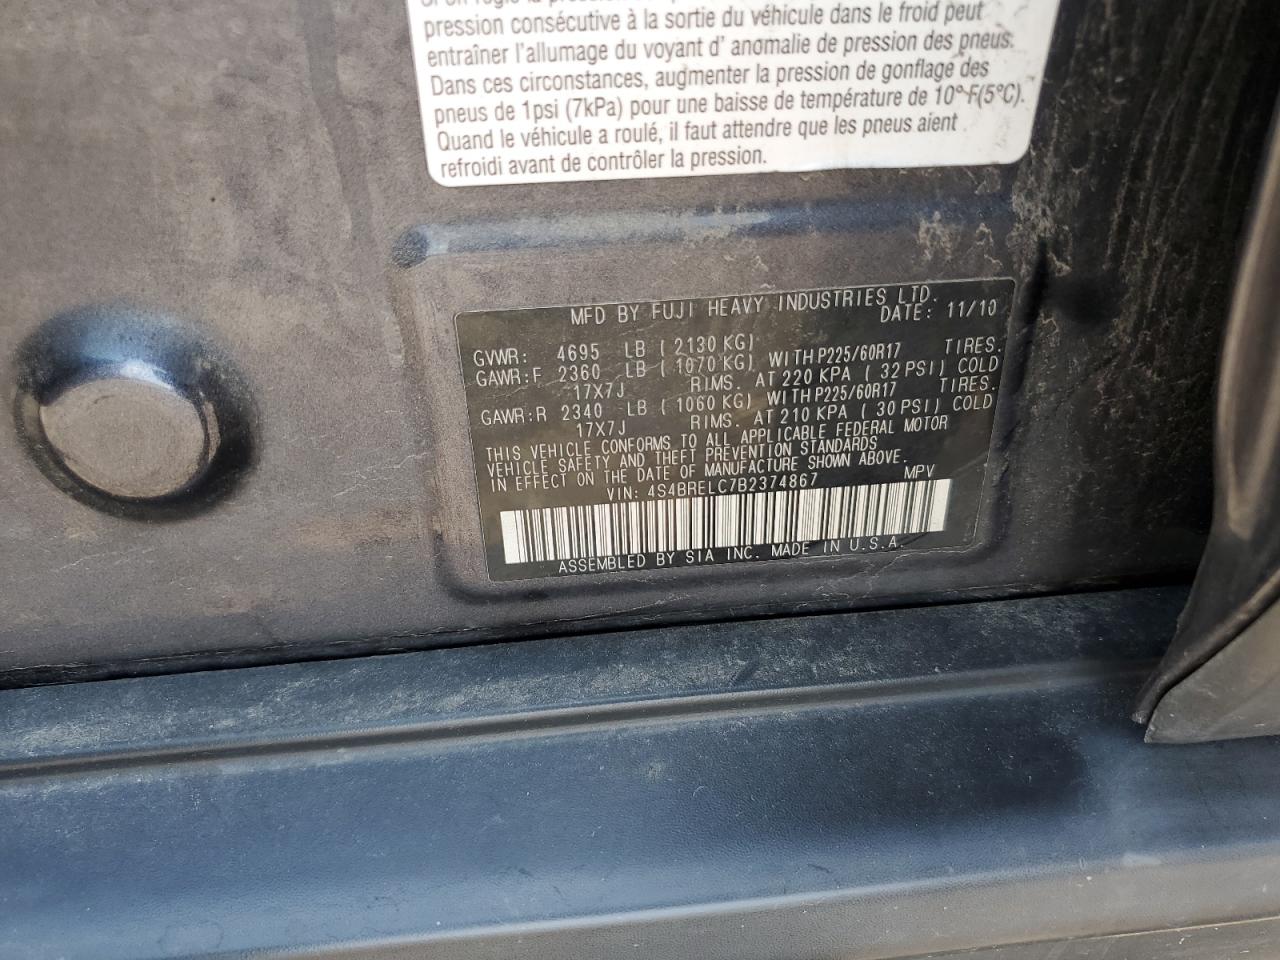 pression consécutive à la sortie du véhicule dans le froid peut
entraîner l'allumage du voyant d' anomalie de pression des pneus.
Dans ces circonstances, augmenter la pression de gonflage des
pneus de 1psi (7kPa) pour une baisse de température de 10°F(5°C).
Quand le véhicule a roulé, il faut attendre que les pneus aient
refroidi avant de contrôler la pression.
MFD BY FUJI HEAVY INDUSTRIES LTD.
DATE: 11/10
GVWR: 4695 LB ( 2130 KG)
GAWR:F 2360 LB ( 1070 KG) WITH P225/60R17 TIRES.
17X7J RIMS. AT 220 KPA ( 32 PSI) COLD
GAWR:R 2340 LB ( 1060 KG) WITH P225/60R17 TIRES.
17X7J RIMS. AT 210 KPA ( 30 PSI) COLD
THIS VEHICLE CONFORMS TO ALL APPLICABLE FEDERAL MOTOR
VEHICLE SAFETY AND THEFT PREVENTION STANDARDS
IN EFFECT ON THE DATE OF MANUFACTURE SHOWN ABOVE.
VIN: 4S4BRELC7B2374867 MPV
ASSEMBLED BY SIA INC. MADE IN U.S.A.